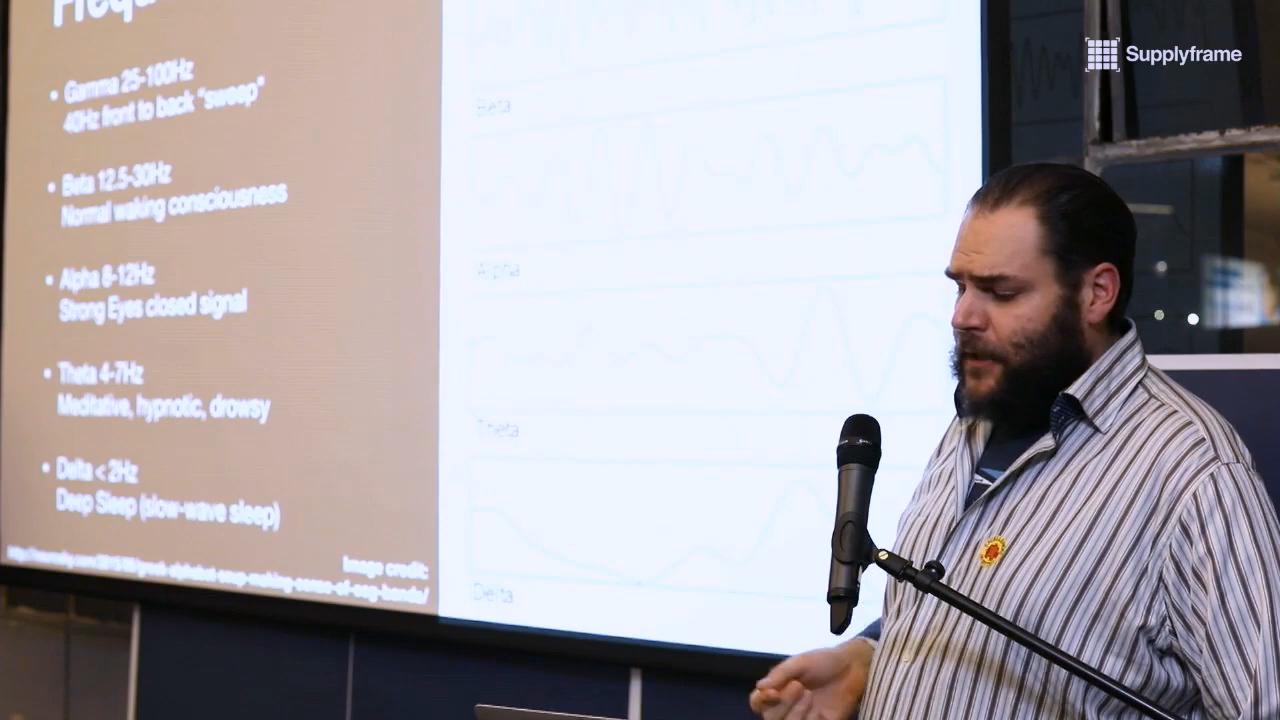 Supplyframe
• Gamma 25-100Hz
40Hz front to back "sweep"
• Beta 12.5-30Hz
Normal waking consciousness
• Alpha 8-12Hz
Strong Eyes closed signal
• Theta 4-7Hz
Meditative, hypnotic, drowsy
• Delta < 2Hz
Deep Sleep (slow-wave sleep)
Image credit:
Beta
Alpha
Theta
Delta